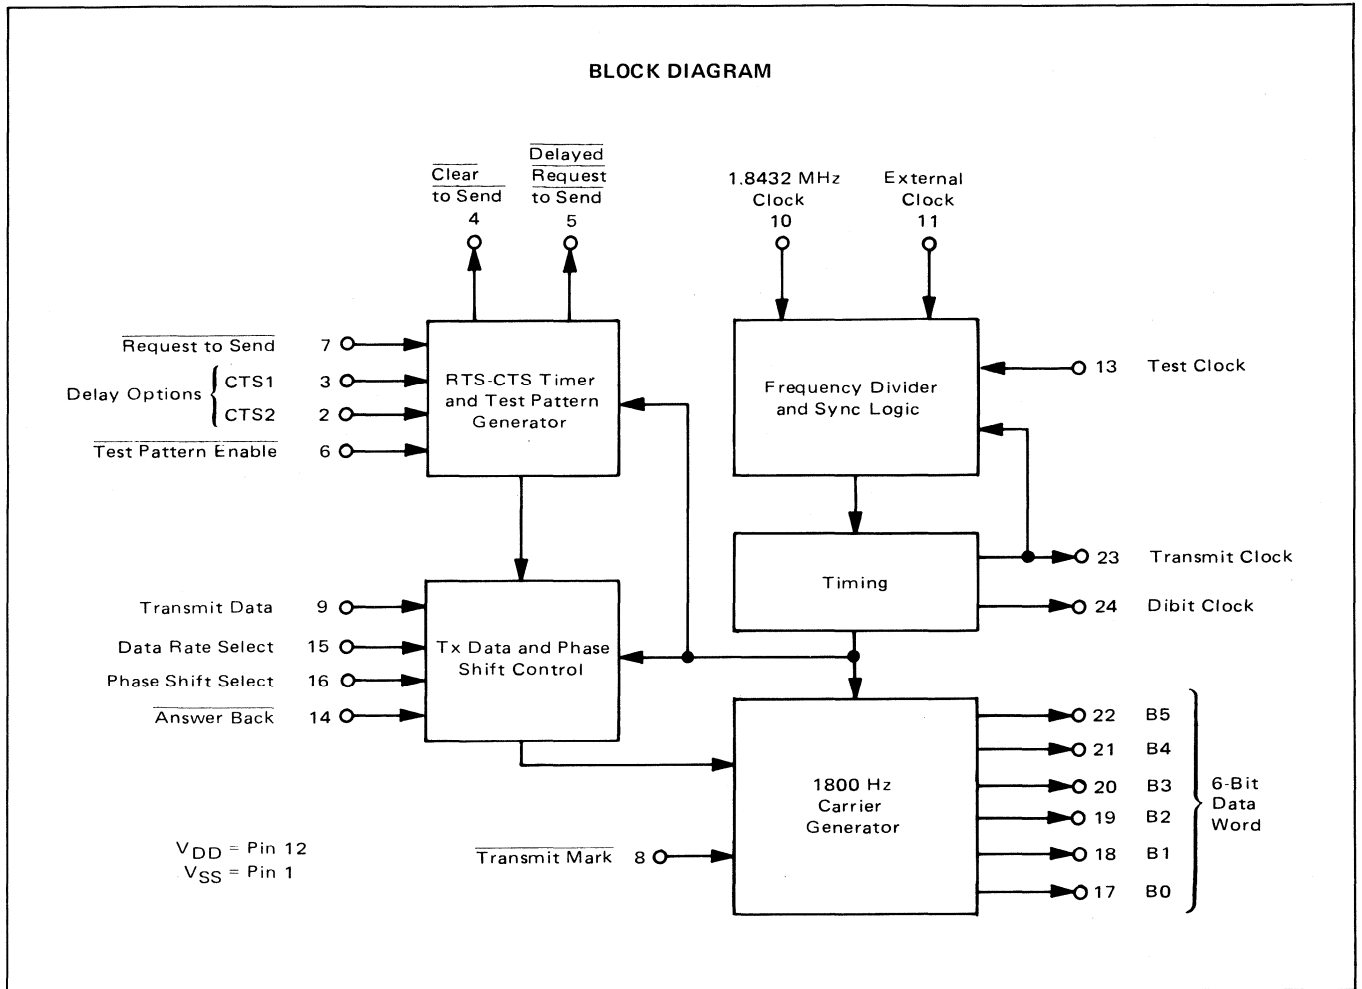 BLOCK DIAGRAM
Clear
to Send
4
Delayed
Request
to Send
5
1.8432 MHz
Clock
10
External
Clock
11
Request to Send 7
Delay Options
CTS1 3
CTS2 2
Test Pattern Enable 6
RTS-CTS Timer
and Test Pattern
Generator
Frequency Divider
and Sync Logic
13 Test Clock
Timing
23 Transmit Clock
24 Dibit Clock
Transmit Data 9
Data Rate Select 15
Phase Shift Select 16
Answer Back 14
Tx Data and Phase
Shift Control
1800 Hz
Carrier
Generator
Transmit Mark 8
22 B5
21 B4
20 B3
19 B2
18 B1
17 B0
6-Bit
Data
Word
VDD = Pin 12
VSS = Pin 1